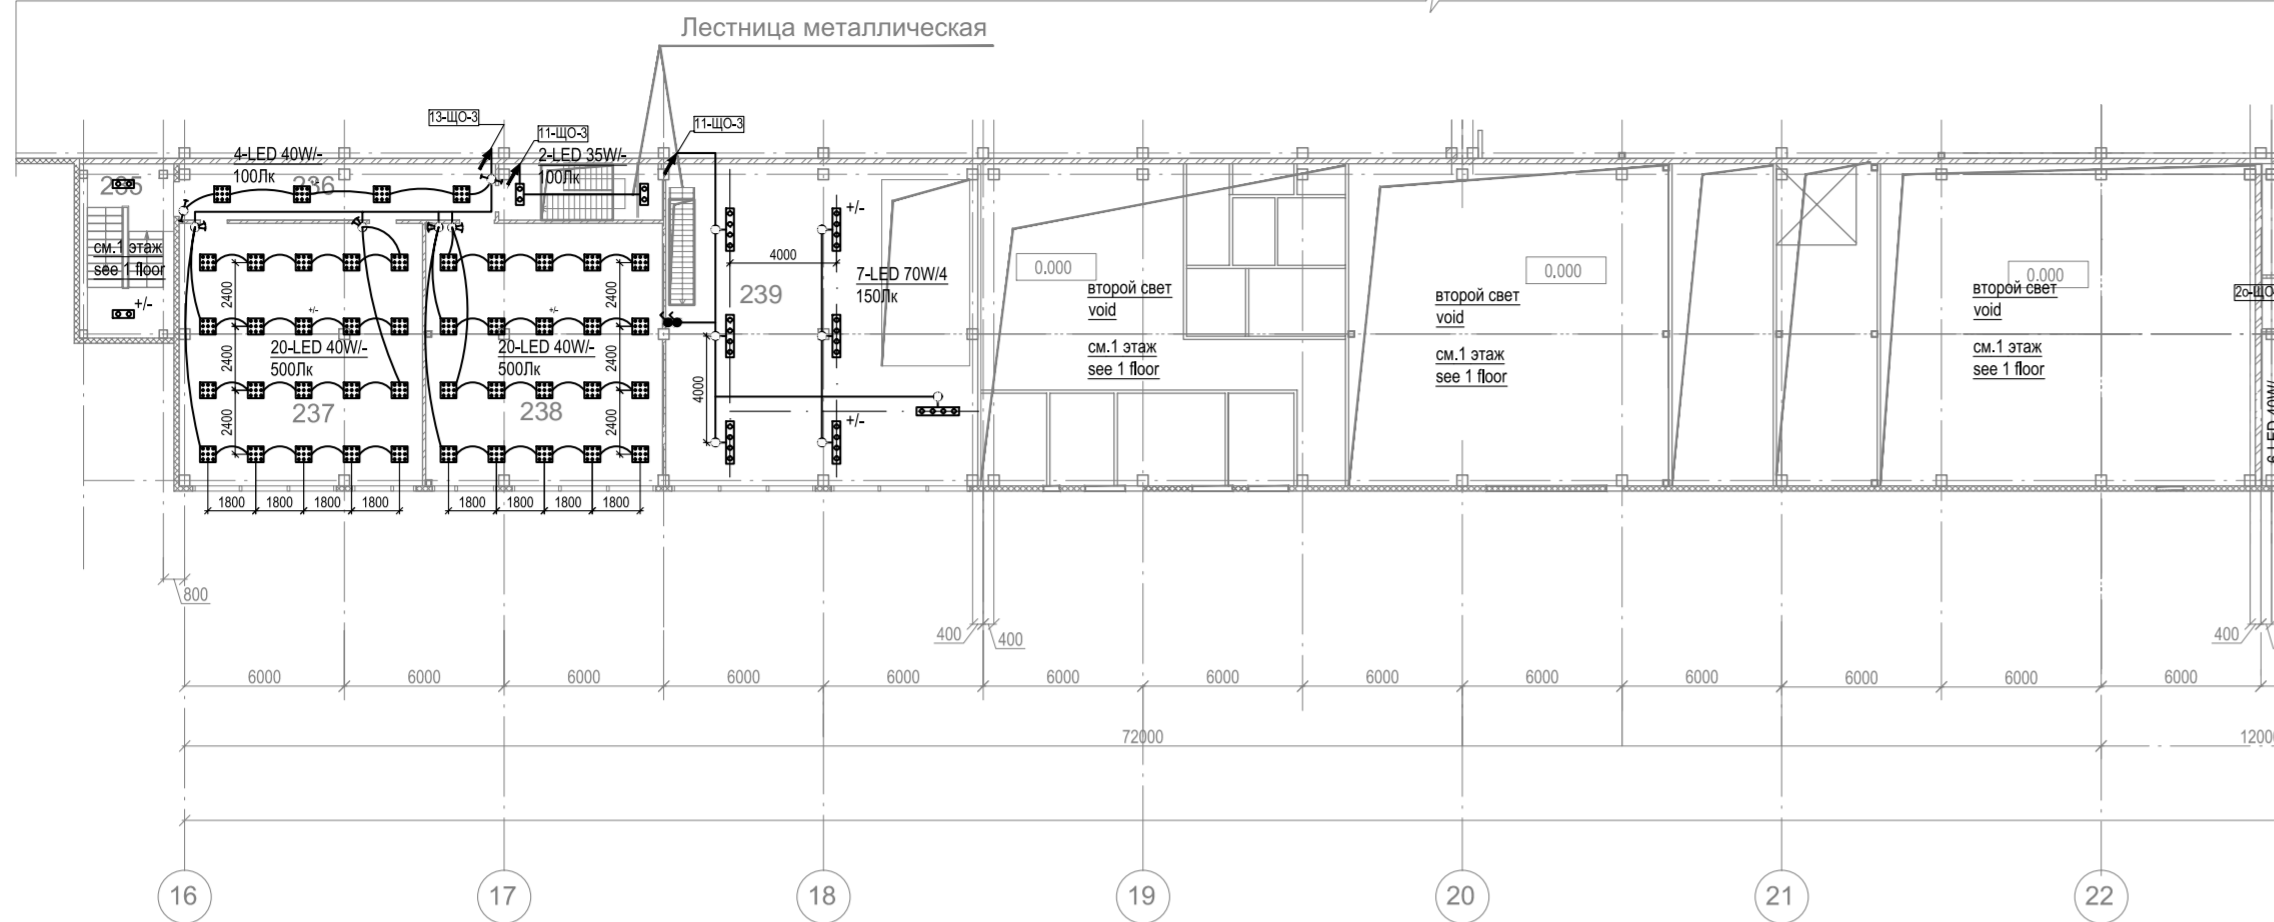 Лестница металлическая
13-ЩО-3
11-ЩО-3
11-ЩО-3
4-LED 40W/-
100Лк
236
2-LED 35W/-
100Лк
235
см.1 этаж
see 1 floor
+/-
+/-
+/-
+/-
+/-
4000
4000
239
7-LED 70W/4
150Лк
2400
2400
2400
2400
2400
2400
20-LED 40W/-
500Лк
237
20-LED 40W/-
500Лк
238
0.000
второй свет
void
см.1 этаж
see 1 floor
0.000
второй свет
void
см.1 этаж
see 1 floor
0.000
второй свет
void
см.1 этаж
see 1 floor
6-LED 40W/
1800
1800
1800
1800
1800
1800
1800
1800
800
400
400
400
6000
6000
6000
6000
6000
6000
6000
6000
6000
6000
6000
6000
6000
72000
16
17
18
19
20
21
22